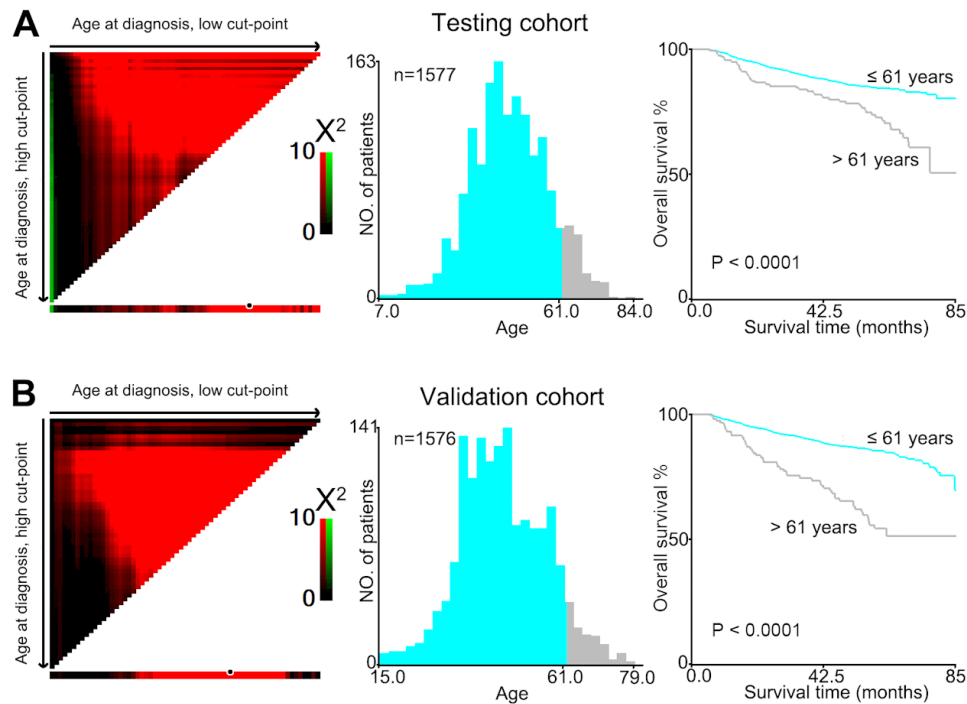 A
Age at diagnosis, low cut-point
Age at diagnosis, high cut-point
X2
10
0
Testing cohort
163
n=1577
NO. of patients
0
7.0
61.0
84.0
Age
100
50
0
Overall survival %
≤ 61 years
> 61 years
P < 0.0001
0.0
42.5
85
Survival time (months)
B
Age at diagnosis, low cut-point
Age at diagnosis, high cut-point
X2
10
0
Validation cohort
141
n=1576
NO. of patients
0
15.0
61.0
79.0
Age
100
50
0
Overall survival %
≤ 61 years
> 61 years
P < 0.0001
0.0
42.5
85
Survival time (months)